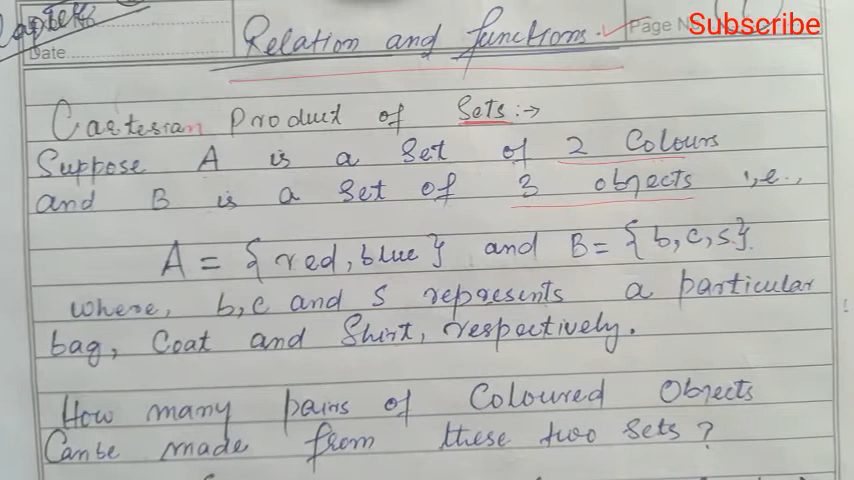 Date
Relation and functions.
Page No
Subscribe
Cartesian Product of Sets:→
Suppose A is a Set of 2 Colours
and B is a Set of 3 objects i.e.,
A = {red, blue} and B = {b, c, s}.
where, b, c and s represents a particular
bag, Coat and Shirt, respectively.
How many pairs of Coloured Objects
Can be made from these two sets?